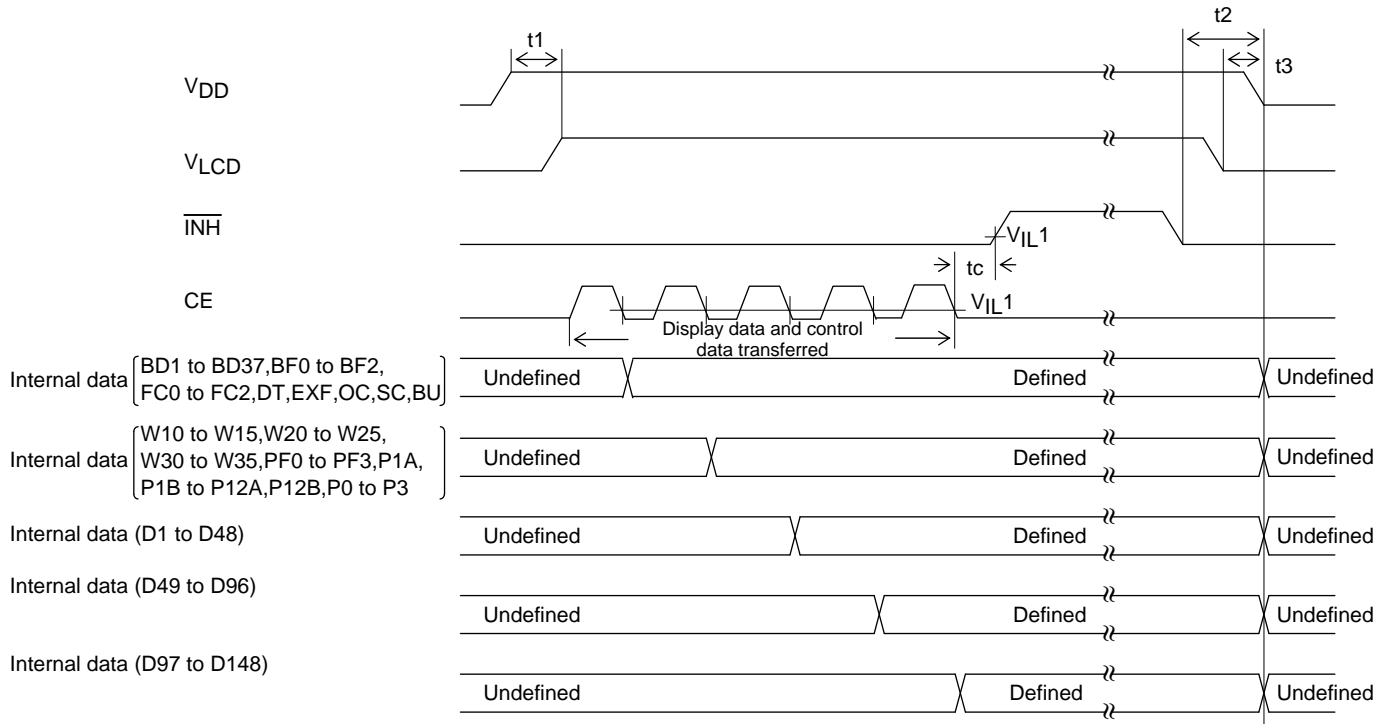 t1
t2
t3
VDD
VLCD
INH
VIL1
tc
CE
VIL1
Display data and control
data transferred
Internal data
BD1 to BD37,BF0 to BF2,
FC0 to FC2,DT,EXF,OC,SC,BU
Undefined
Defined
Undefined
Internal data
W10 to W15,W20 to W25,
W30 to W35,PF0 to PF3,P1A,
P1B to P12A,P12B,P0 to P3
Undefined
Defined
Undefined
Internal data (D1 to D48)
Undefined
Defined
Undefined
Internal data (D49 to D96)
Undefined
Defined
Undefined
Internal data (D97 to D148)
Undefined
Defined
Undefined